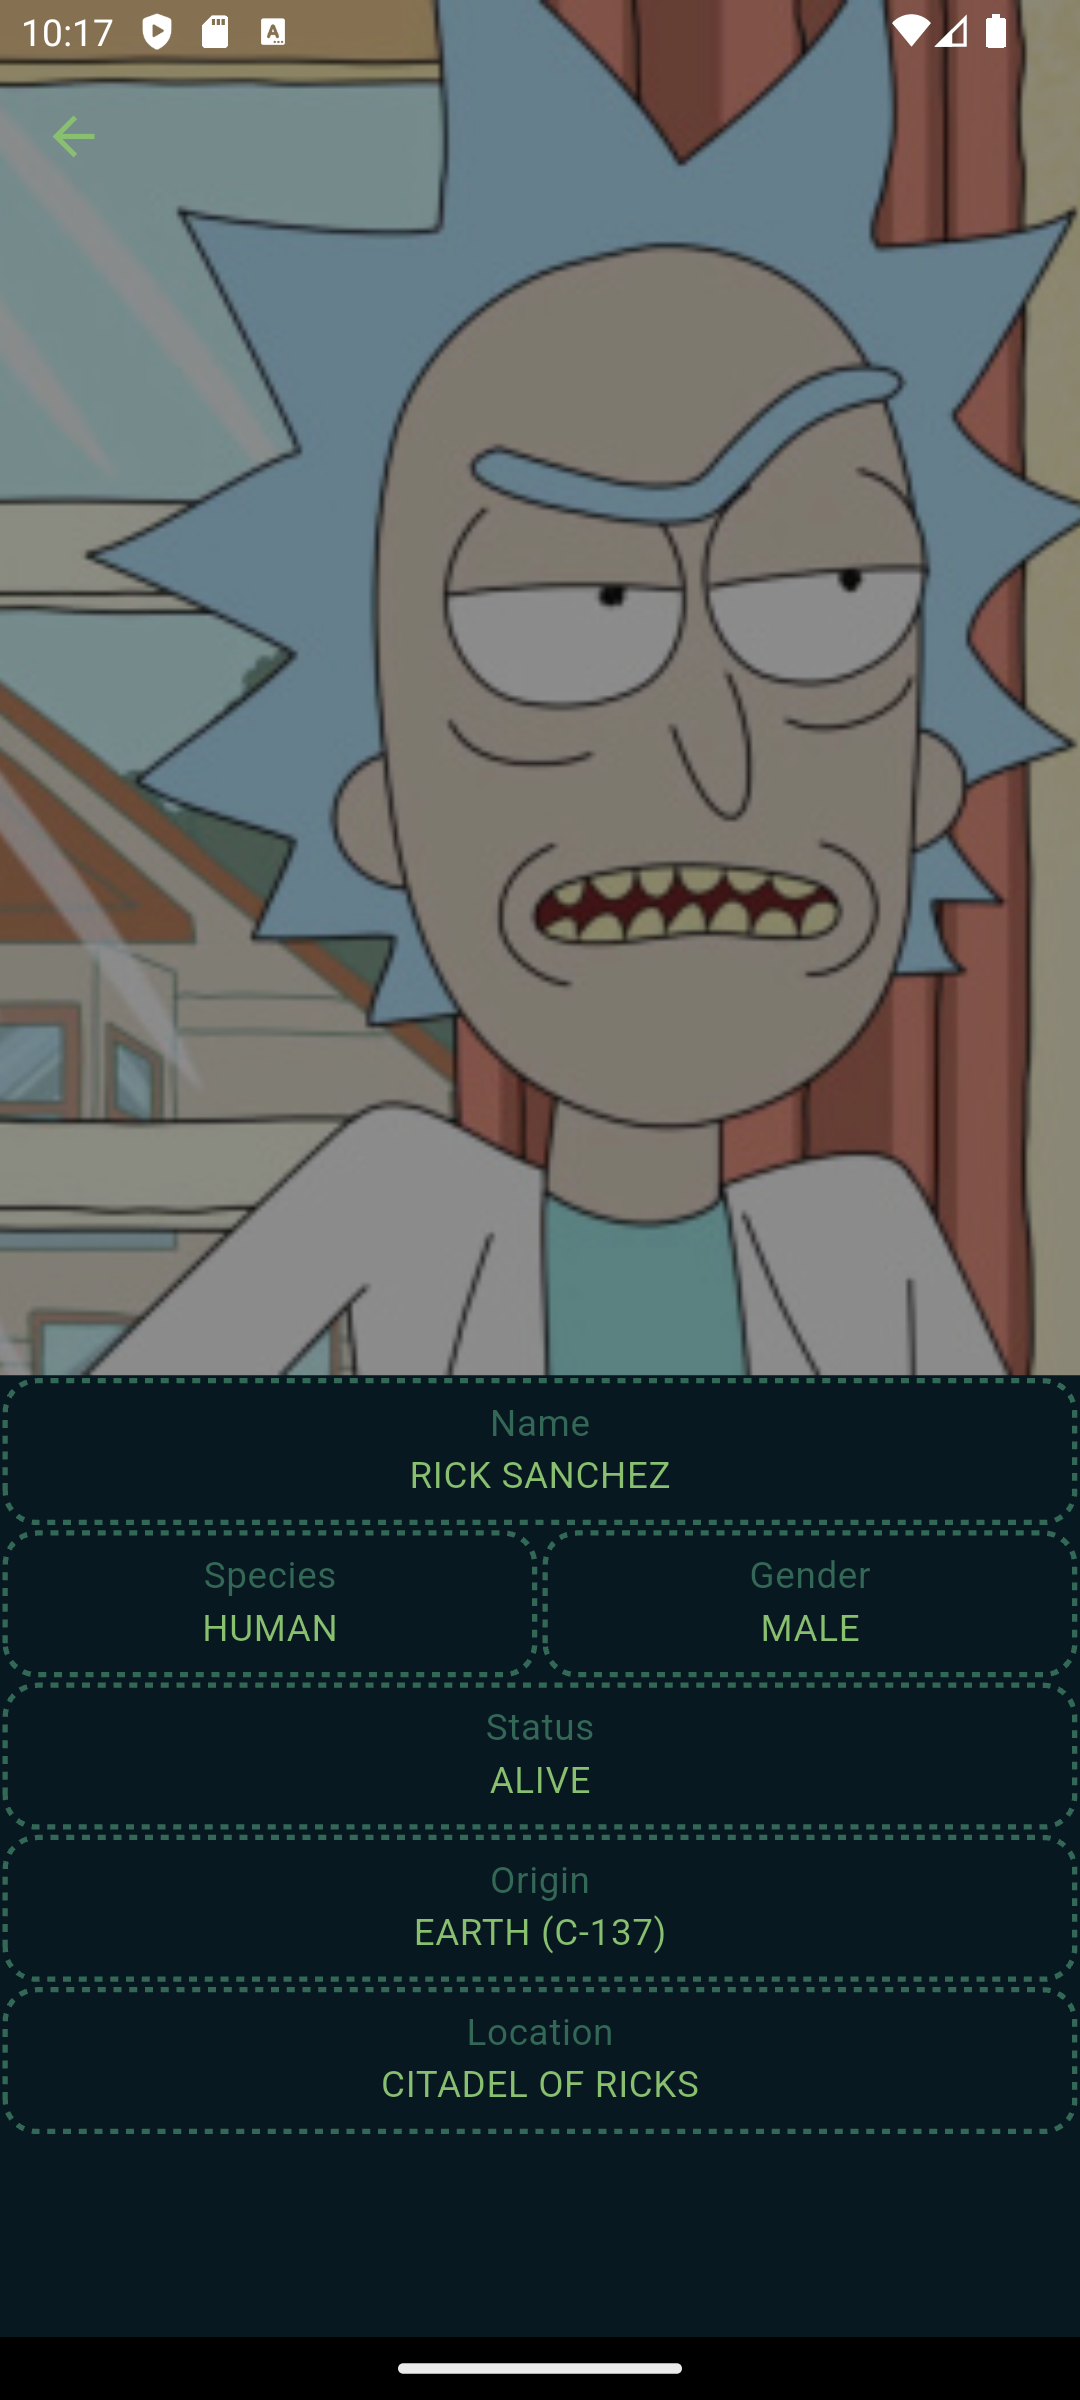 10:17
Name
RICK SANCHEZ
Species
HUMAN
Gender
MALE
Status
ALIVE
Origin
EARTH (C-137)
Location
CITADEL OF RICKS